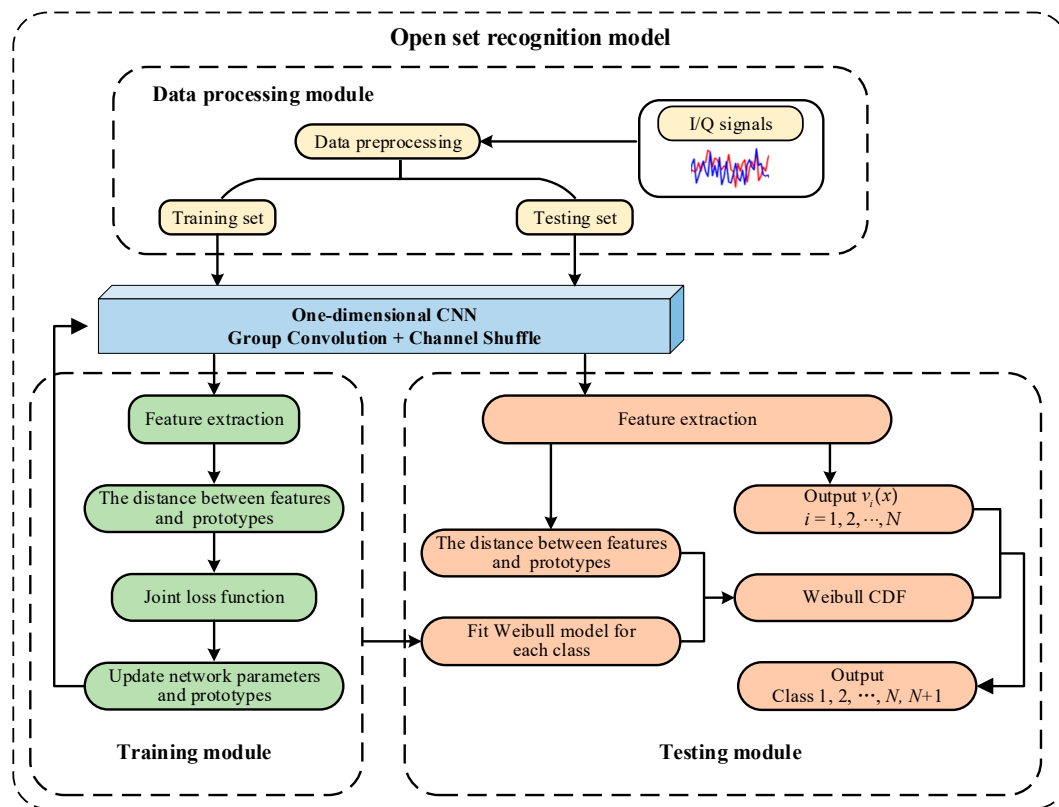 Open set recognition model
Data processing module
I/Q signals
Data preprocessing
Training set
Testing set
One-dimensional CNN
Group Convolution + Channel Shuffle
Feature extraction
The distance between features
and prototypes
Joint loss function
Update network parameters
and prototypes
Training module
Feature extraction
Output v_i(x)
i = 1, 2, ···, N
The distance between features
and prototypes
Weibull CDF
Fit Weibull model for
each class
Output
Class 1, 2, ···, N, N+1
Testing module